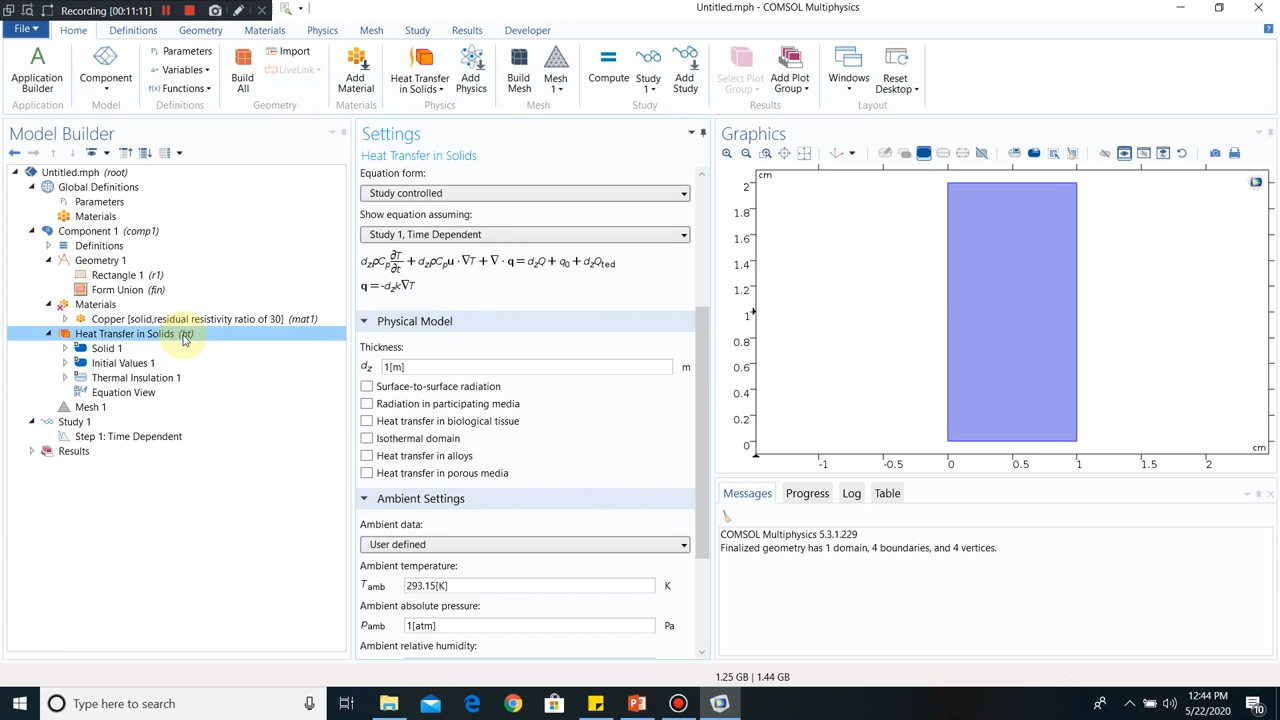 Recording [00:11:11]
Untitled.mph - COMSOL Multiphysics
File
Home
Definitions
Geometry
Materials
Physics
Mesh
Study
Results
Developer
Application Builder
Component
Parameters
Variables
Functions
Build All
Import
LiveLink
Add Material
Heat Transfer in Solids
Add Physics
Build Mesh
Mesh 1
Compute
Study 1
Add Study
Select Plot Group
Add Plot Group
Windows
Reset Desktop
Application
Model
Definitions
Geometry
Materials
Physics
Mesh
Study
Results
Layout
Model Builder
Untitled.mph (root)
Global Definitions
Parameters
Materials
Component 1 (comp1)
Definitions
Geometry 1
Rectangle 1 (r1)
Form Union (fin)
Materials
Copper [solid,residual resistivity ratio of 30] (mat1)
Heat Transfer in Solids (ht)
Solid 1
Initial Values 1
Thermal Insulation 1
Equation View
Mesh 1
Study 1
Step 1: Time Dependent
Results
Settings
Heat Transfer in Solids
Equation form:
Study controlled
Show equation assuming:
Study 1, Time Dependent
d_z ρC_p ∂T/∂t + d_z ρC_p u · ∇T + ∇ · q = d_z Q + q_0 + d_z Q_ted
q = -d_z k∇T
Physical Model
Thickness:
d_z 1[m] m
Surface-to-surface radiation
Radiation in participating media
Heat transfer in biological tissue
Isothermal domain
Heat transfer in alloys
Heat transfer in porous media
Ambient Settings
Ambient data:
User defined
Ambient temperature:
T_amb 293.15[K] K
Ambient absolute pressure:
p_amb 1[atm] Pa
Ambient relative humidity:
Graphics
cm
2
1.8
1.6
1.4
1.2
1
0.8
0.6
0.4
0.2
0
-1 -0.5 0 0.5 1 1.5 2
cm
Messages Progress Log Table
COMSOL Multiphysics 5.3.1.229
Finalized geometry has 1 domain, 4 boundaries, and 4 vertices.
1.25 GB | 1.44 GB
Type here to search
12:44 PM
5/22/2020
10